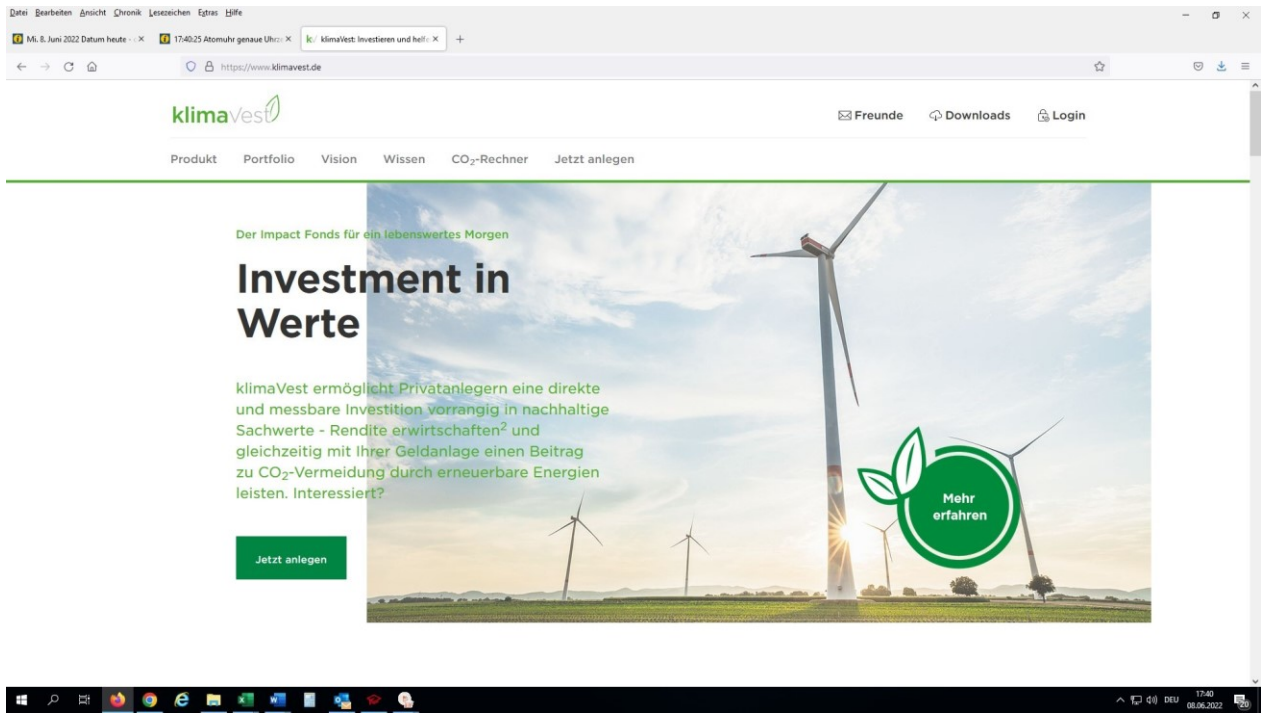 Datei Bearbeiten Ansicht Chronik Lesezeichen Extras Hilfe
Mi. 8. Juni 2022 Datum heute -
17:40:25 Atomuhr genaue Uhrze
klimaVest: Investieren und helfe
https://www.klimavest.de
klimaVest
Freunde Downloads Login
Produkt Portfolio Vision Wissen CO₂-Rechner Jetzt anlegen
Der Impact Fonds für ein lebenswertes Morgen
Investment in
Werte
klimaVest ermöglicht Privatanlegern eine direkte
und messbare Investition vorrangig in nachhaltige
Sachwerte - Rendite erwirtschaften² und
gleichzeitig mit Ihrer Geldanlage einen Beitrag
zu CO₂-Vermeidung durch erneuerbare Energien
leisten. Interessiert?
Mehr
erfahren
Jetzt anlegen
DEU
17:40
08.06.2022
20